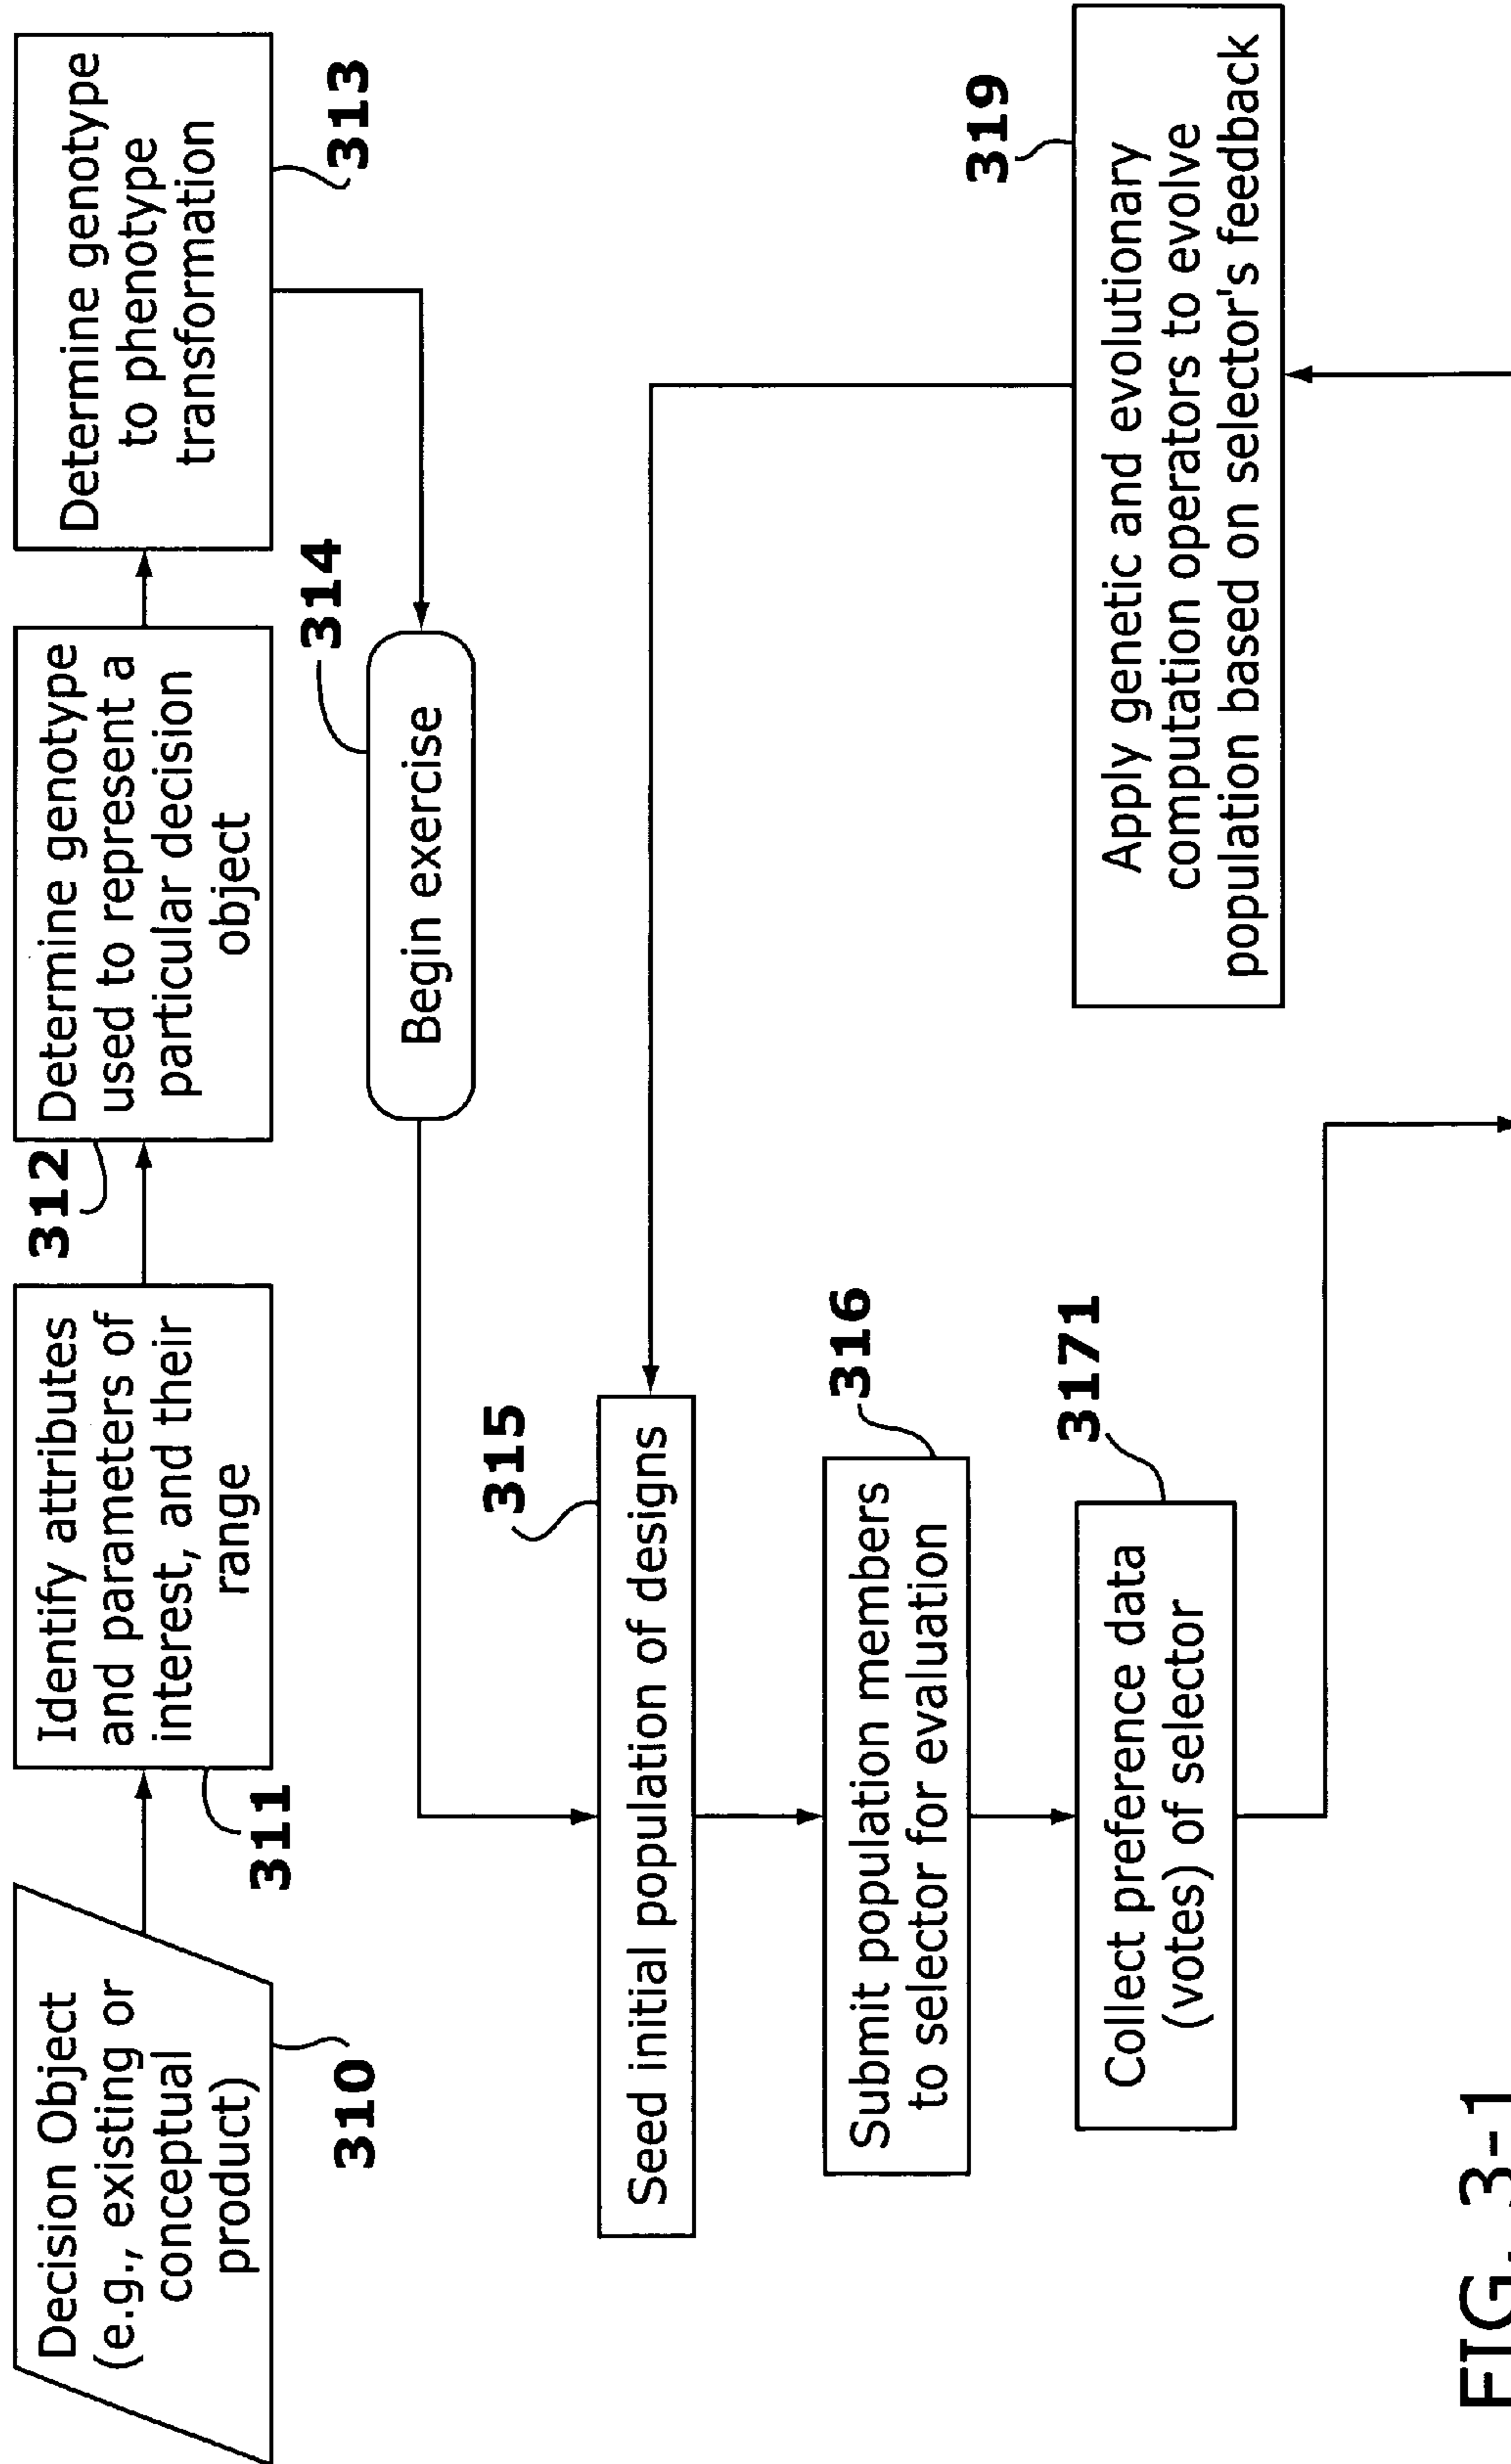 Decision Object
(e.g., existing or
conceptual
product)
310
Identify attributes
and parameters of
interest, and their
range
311
Determine genotype
used to represent a
particular decision
object
312
Determine genotype
to phenotype
transformation
313
Begin exercise
314
Seed initial population of designs
315
Submit population members
to selector for evaluation
316
Collect preference data
(votes) of selector
3171
Apply genetic and evolutionary
computation operators to evolve
population based on selector's feedback
319
FIG. 3-1